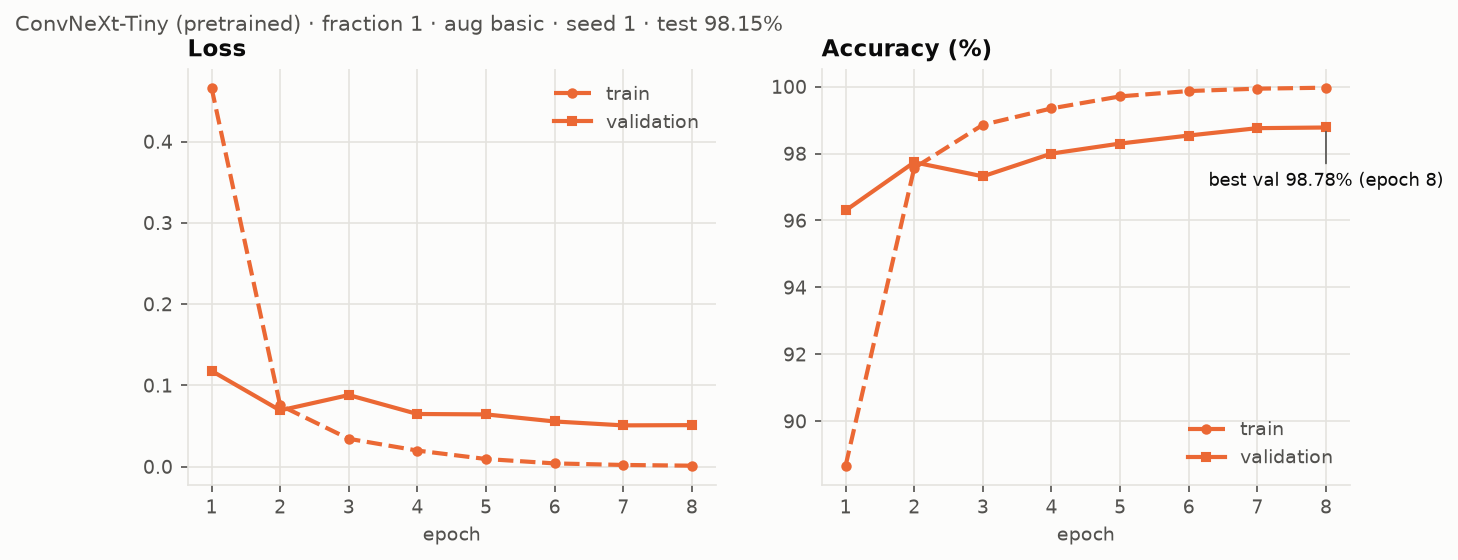 ConvNeXt-Tiny (pretrained) · fraction 1 · aug basic · seed 1 · test 98.15%
Loss
train
validation
0.4
0.3
0.2
0.1
0.0
1 2 3 4 5 6 7 8
epoch
Accuracy (%)
100
98
96
94
92
90
best val 98.78% (epoch 8)
train
validation
1 2 3 4 5 6 7 8
epoch